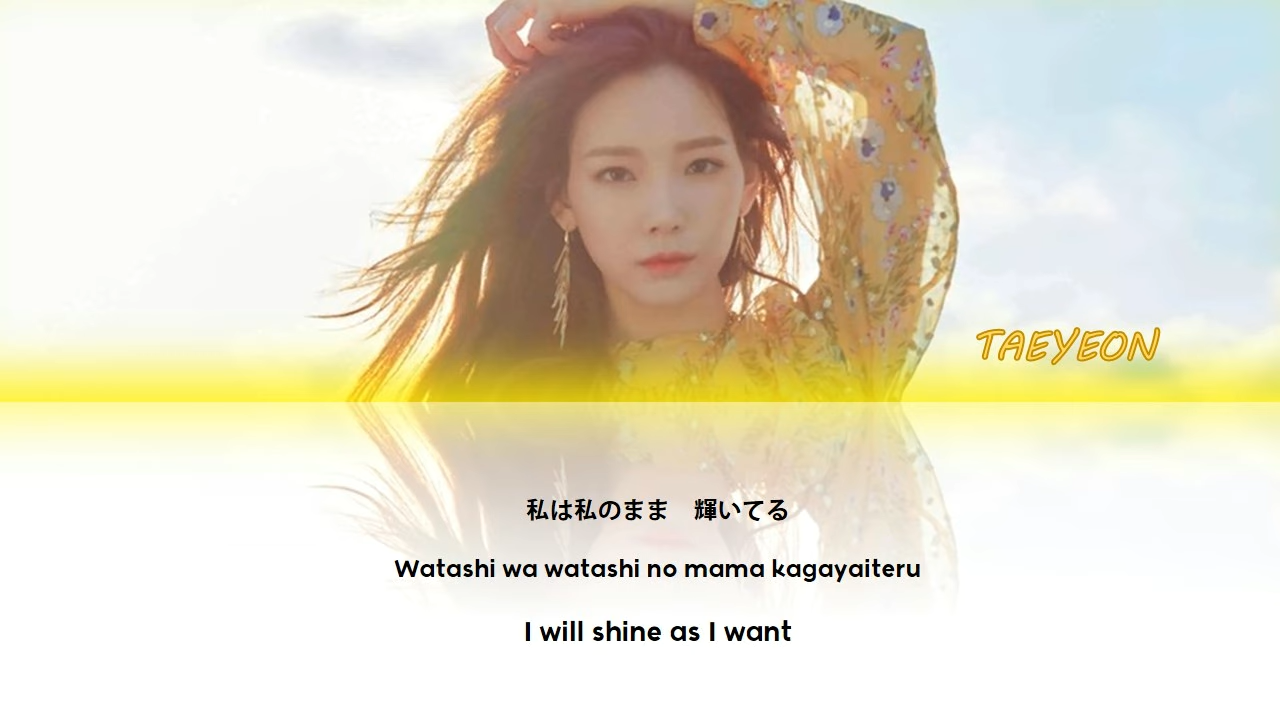 TAEYEON
私は私のまま　輝いてる
Watashi wa watashi no mama kagayaiteru
I will shine as I want